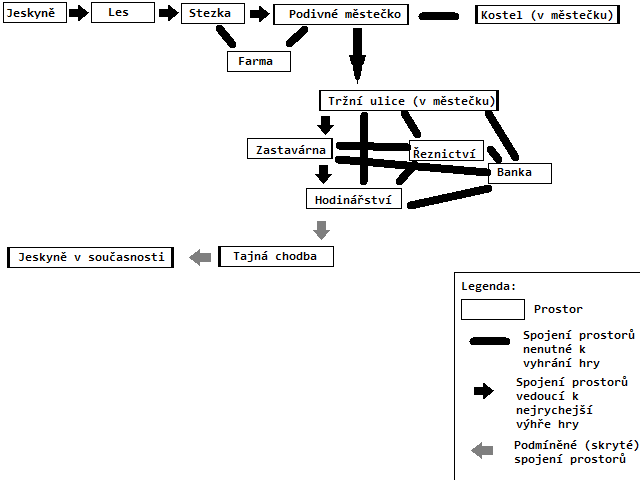 Jeskyně
Les
Stezka
Podivné městečko
Kostel (v městečku)
Farma
Tržní ulice (v městečku)
Zastavárna
Řeznictví
Banka
Hodinářství
Jeskyně v současnosti
Tajná chodba
Legenda:
Prostor
Spojení prostorů
nenutné k
vyhrání hry
Spojení prostorů
vedoucí k
nejrychejší
výhře hry
Podmíněné (skryté)
spojení prostorů